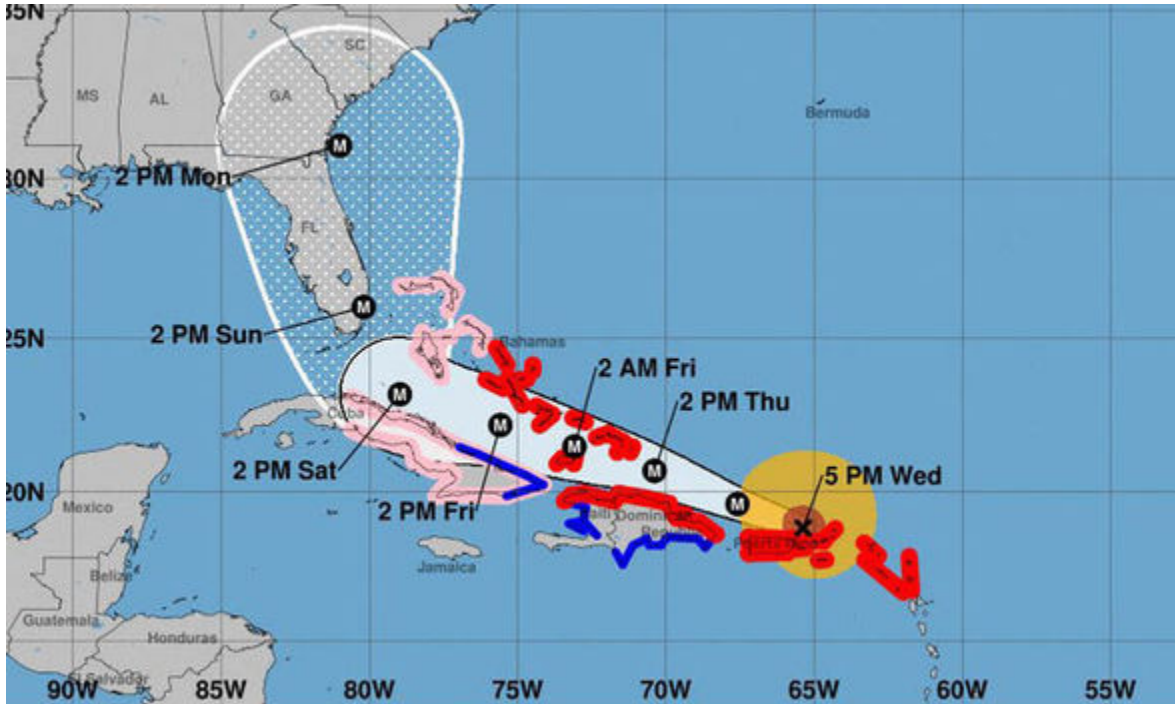 35N
SC
MS
AL
GA
Bermuda
M
2 PM Mon
30N
FL
M
2 PM Sun
25N
Bahamas
2 AM Fri
M
Cuba
2 PM Thu
M
M
M
2 PM Sat
5 PM Wed
20N
M
Mexico
2 PM Fri
Haiti
Dominican
Republic
Puerto Rico
Jamaica
Belize
Guatemala
Honduras
El Salvador
90W
85W
80W
75W
70W
65W
60W
55W